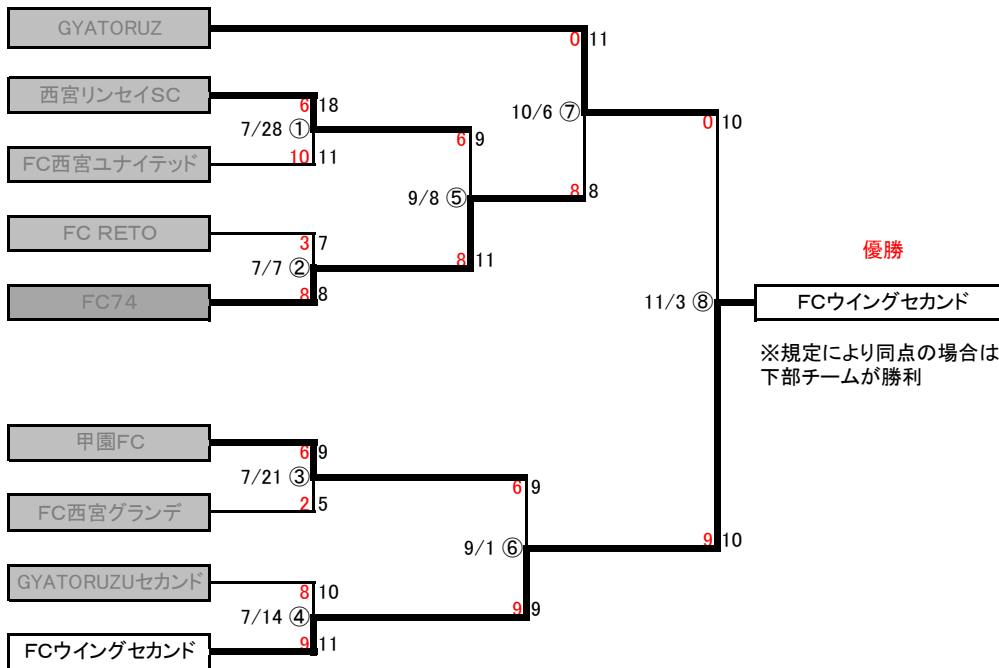 GYATORUZ
0 11
西宮リンセイSC
6 18
7/28 ①
10/6 ⑦
0 10
FC西宮ユナイテッド
10 11
6 9
9/8 ⑤
8 8
FC RETO
3 7
7/7 ②
8 11
FC74
8 8
優勝
11/3 ⑧
FCウイングセカンド
※規定により同点の場合は
下部チームが勝利
甲園FC
6 9
7/21 ③
6 9
FC西宮グランデ
2 5
9/1 ⑥
9 10
GYATORUZUセカンド
8 10
7/14 ④
9 9
FCウイングセカンド
9 11